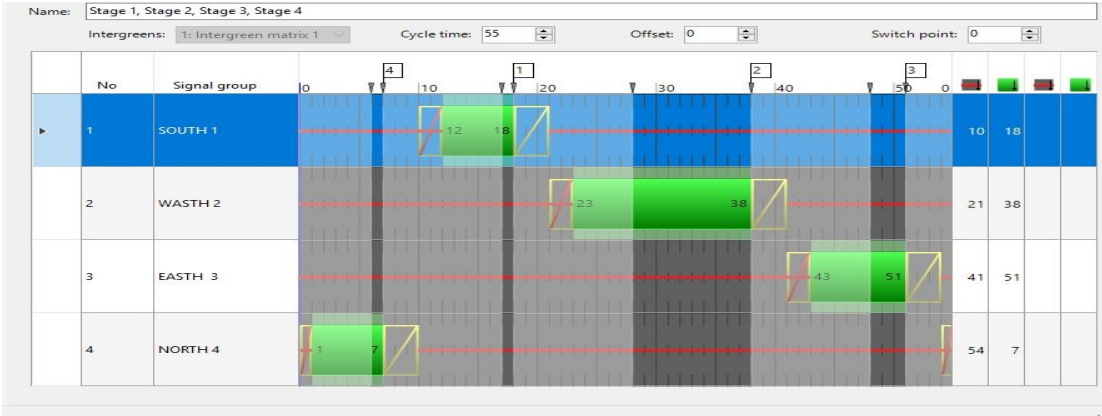 Name: Stage 1, Stage 2, Stage 3, Stage 4
Intergreens: 1: Intergreen matrix 1 Cycle time: 55 Offset: 0 Switch point: 0
4 1 2 3
No Signal group 0 10 20 30 40 50 0
1 SOUTH 1 12 18 10 18
2 WASTH 2 23 38 21 38
3 EASTH 3 43 51 41 51
4 NORTH 4 1 7 54 7